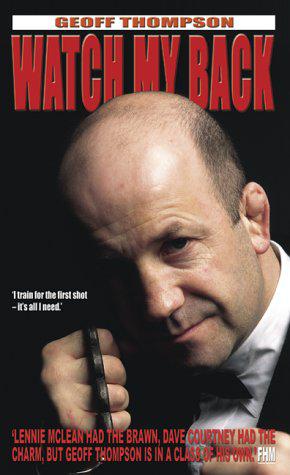 GEOFF THOMPSON
WATCH MY BACK
'I train for the first shot
– it's all I need.'
'LENNIE MCLEAN HAD THE BRAWN, DAVE COURTNEY HAD THE
CHARM, BUT GEOFF THOMPSON IS IN A CLASS OF HIS OWN.' FHM